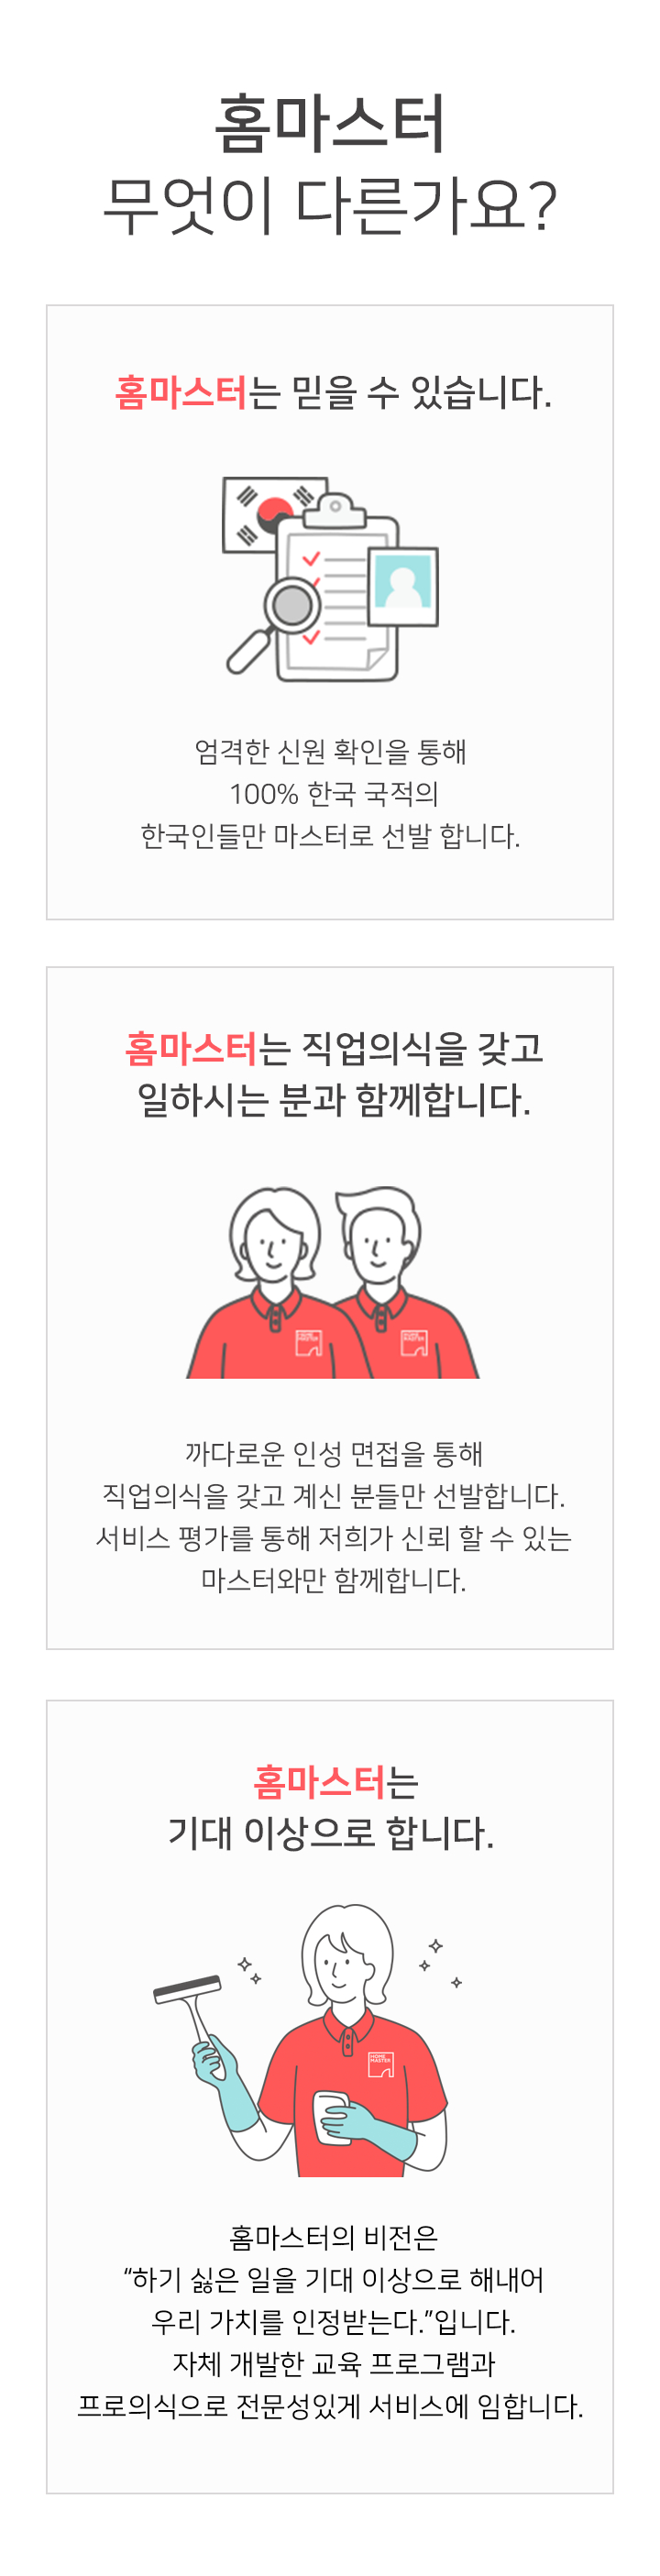 홈마스터
무엇이 다른가요?
홈마스터는 믿을 수 있습니다.
엄격한 신원 확인을 통해
100% 한국 국적의
한국인들만 마스터로 선발 합니다.
홈마스터는 직업의식을 갖고
일하시는 분과 함께합니다.
HOME
MASTER
HOME
MASTER
까다로운 인성 면접을 통해
직업의식을 갖고 계신 분들만 선발합니다.
서비스 평가를 통해 저희가 신뢰 할 수 있는
마스터와만 함께합니다.
홈마스터는
기대 이상으로 합니다.
HOME
MASTER
홈마스터의 비전은
“하기 싫은 일을 기대 이상으로 해내어
우리 가치를 인정받는다.”입니다.
자체 개발한 교육 프로그램과
프로의식으로 전문성있게 서비스에 임합니다.